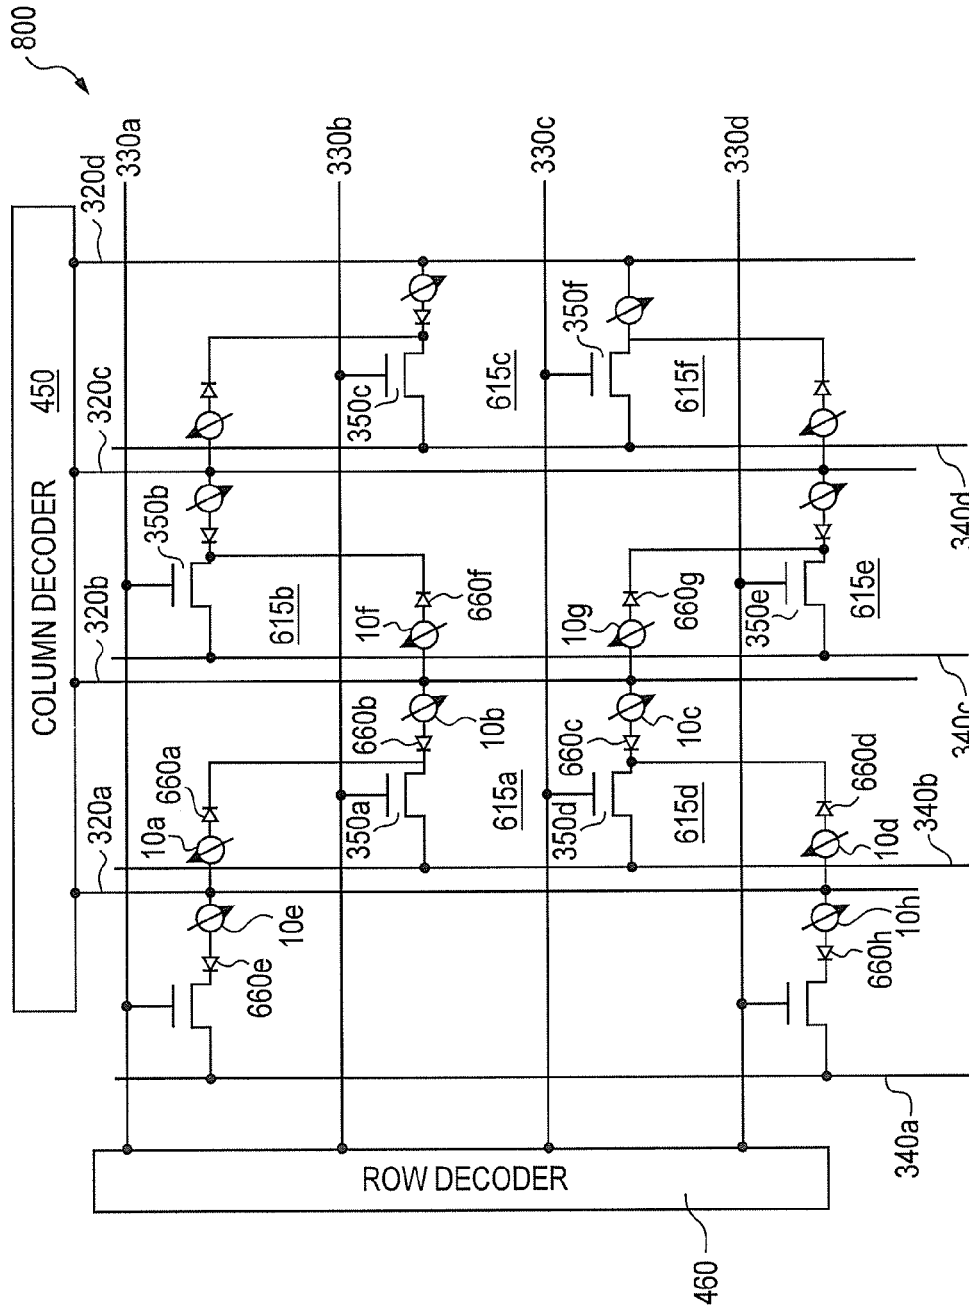 800
COLUMN DECODER
450
320a
320b
320c
320d
330a
330b
330c
330d
10a
660a
10e
660e
350b
615b
10f
660f
660b
10b
350a
615a
350c
615c
350f
615f
10g
660g
660c
10c
350d
615d
660d
10d
350e
615e
10h
660h
340a
340b
340c
340d
ROW DECODER
460